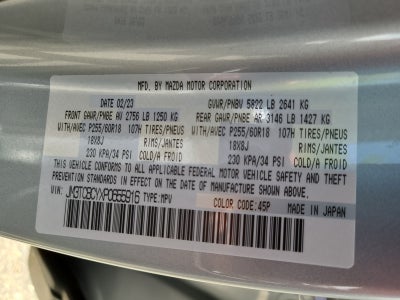 MFD. BY MAZDA MOTOR CORPORATION
DATE 02/23 GVWR/PNBV 5822 LB 2641 KG
FRONT GAWR/PNBE AV 2756 LB 1250 KG REAR GAWR/PNBE AR 3146 LB 1427 KG
WITH/AVEC P255/60R18 107H TIRES/PNEUS WITH/AVEC P255/60R18 107H TIRES/PNEUS
18X8J RIMS/JANTES 18X8J RIMS/JANTES
230 KPA/34 PSI COLD/A FROID 230 KPA/34 PSI COLD/A FROID
THIS VEHICLE CONFORMS TO ALL APPLICABLE FEDERAL MOTOR VEHICLE SAFETY AND
THEFT PREVENTION STANDARDS IN EFFECT ON THE DATE OF MANUFACTURE SHOWN ABOVE.
VIN: JM3TCBCYXP0655916 TYPE:MPV COLOR CODE:45P MADE IN JAPAN